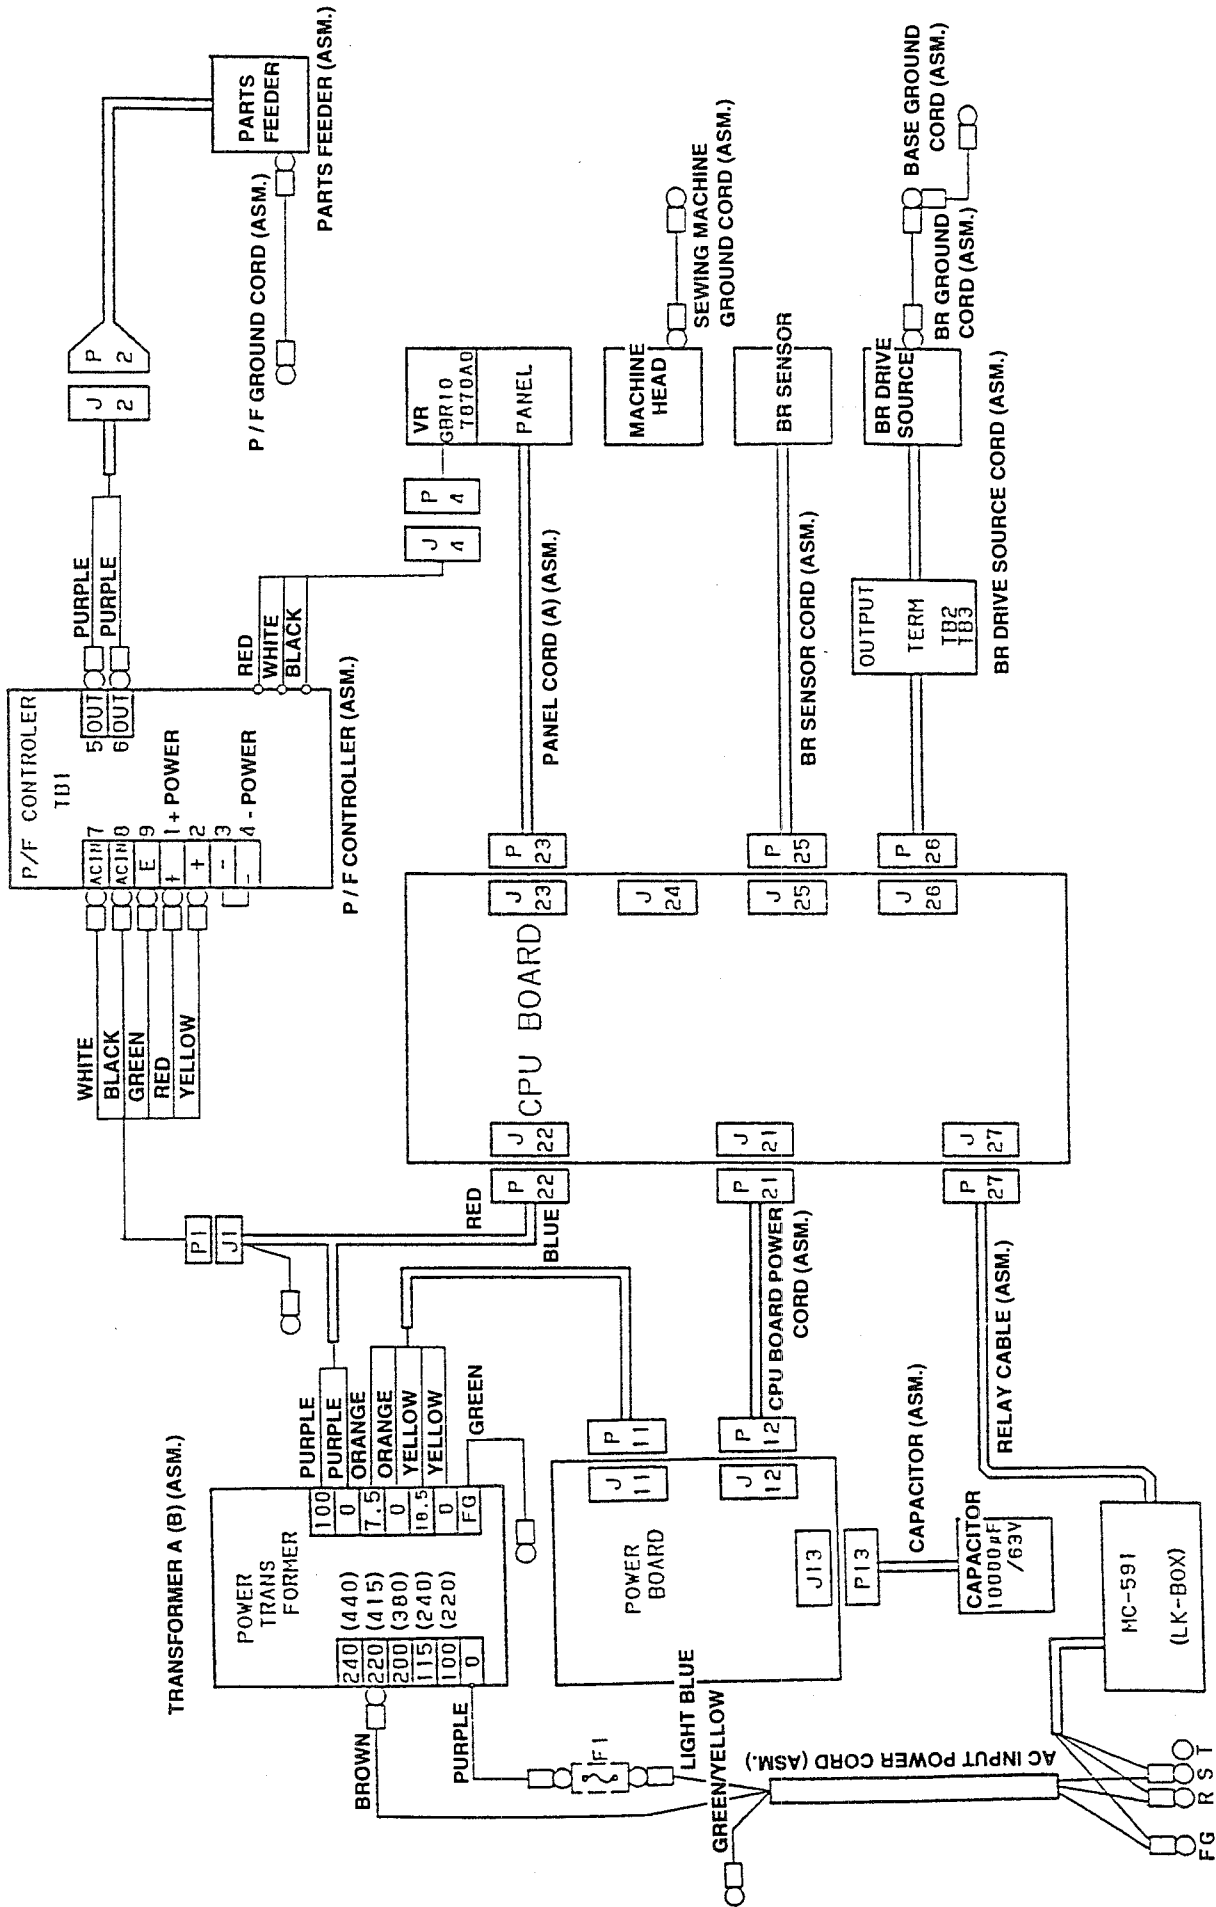 TRANSFORMER A (B) (ASM.)
POWER
TRANS
FORMER
240 (440)
220 (415)
200 (380)
115 (240)
100 (220)
0
100
0
7.5
0
18.5
0
FG
PURPLE
PURPLE
ORANGE
ORANGE
YELLOW
YELLOW
GREEN
BROWN
PURPLE
F1
LIGHT BLUE
GREEN/YELLOW
AC INPUT POWER CORD (ASM.)
FG
R
S
T
MC-591
(LK-BOX)
RELAY CABLE (ASM.)
POWER
BOARD
J
11
P
11
J
12
P
12
J13
P13
CAPACITOR (ASM.)
CAPACITOR
10000µF
/63V
CPU BOARD POWER
CORD (ASM.)
P1
J1
RED
BLUE
P
22
J
22
P
21
J
21
P
27
J
27
CPU BOARD
J
23
P
23
J
24
J
25
P
25
J
26
P
26
WHITE
BLACK
GREEN
RED
YELLOW
P/F CONTROLER
TB1
ACIN 7
ACIN 8
E 9
+ 1 + POWER
+ 2
- 3
- 4 - POWER
5 OUT
6 OUT
P / F CONTROLLER (ASM.)
PURPLE
PURPLE
RED
WHITE
BLACK
J
2
P
2
PARTS
FEEDER
PARTS FEEDER (ASM.)
P / F GROUND CORD (ASM.)
J
4
P
4
VR
GBR10
7870A0
PANEL
PANEL CORD (A) (ASM.)
MACHINE
HEAD
SEWING MACHINE
GROUND CORD (ASM.)
BR SENSOR
BR SENSOR CORD (ASM.)
OUTPUT
TERM
TB2
TB3
BR DRIVE
SOURCE
BR DRIVE SOURCE CORD (ASM.)
BR GROUND
CORD (ASM.)
BASE GROUND
CORD (ASM.)